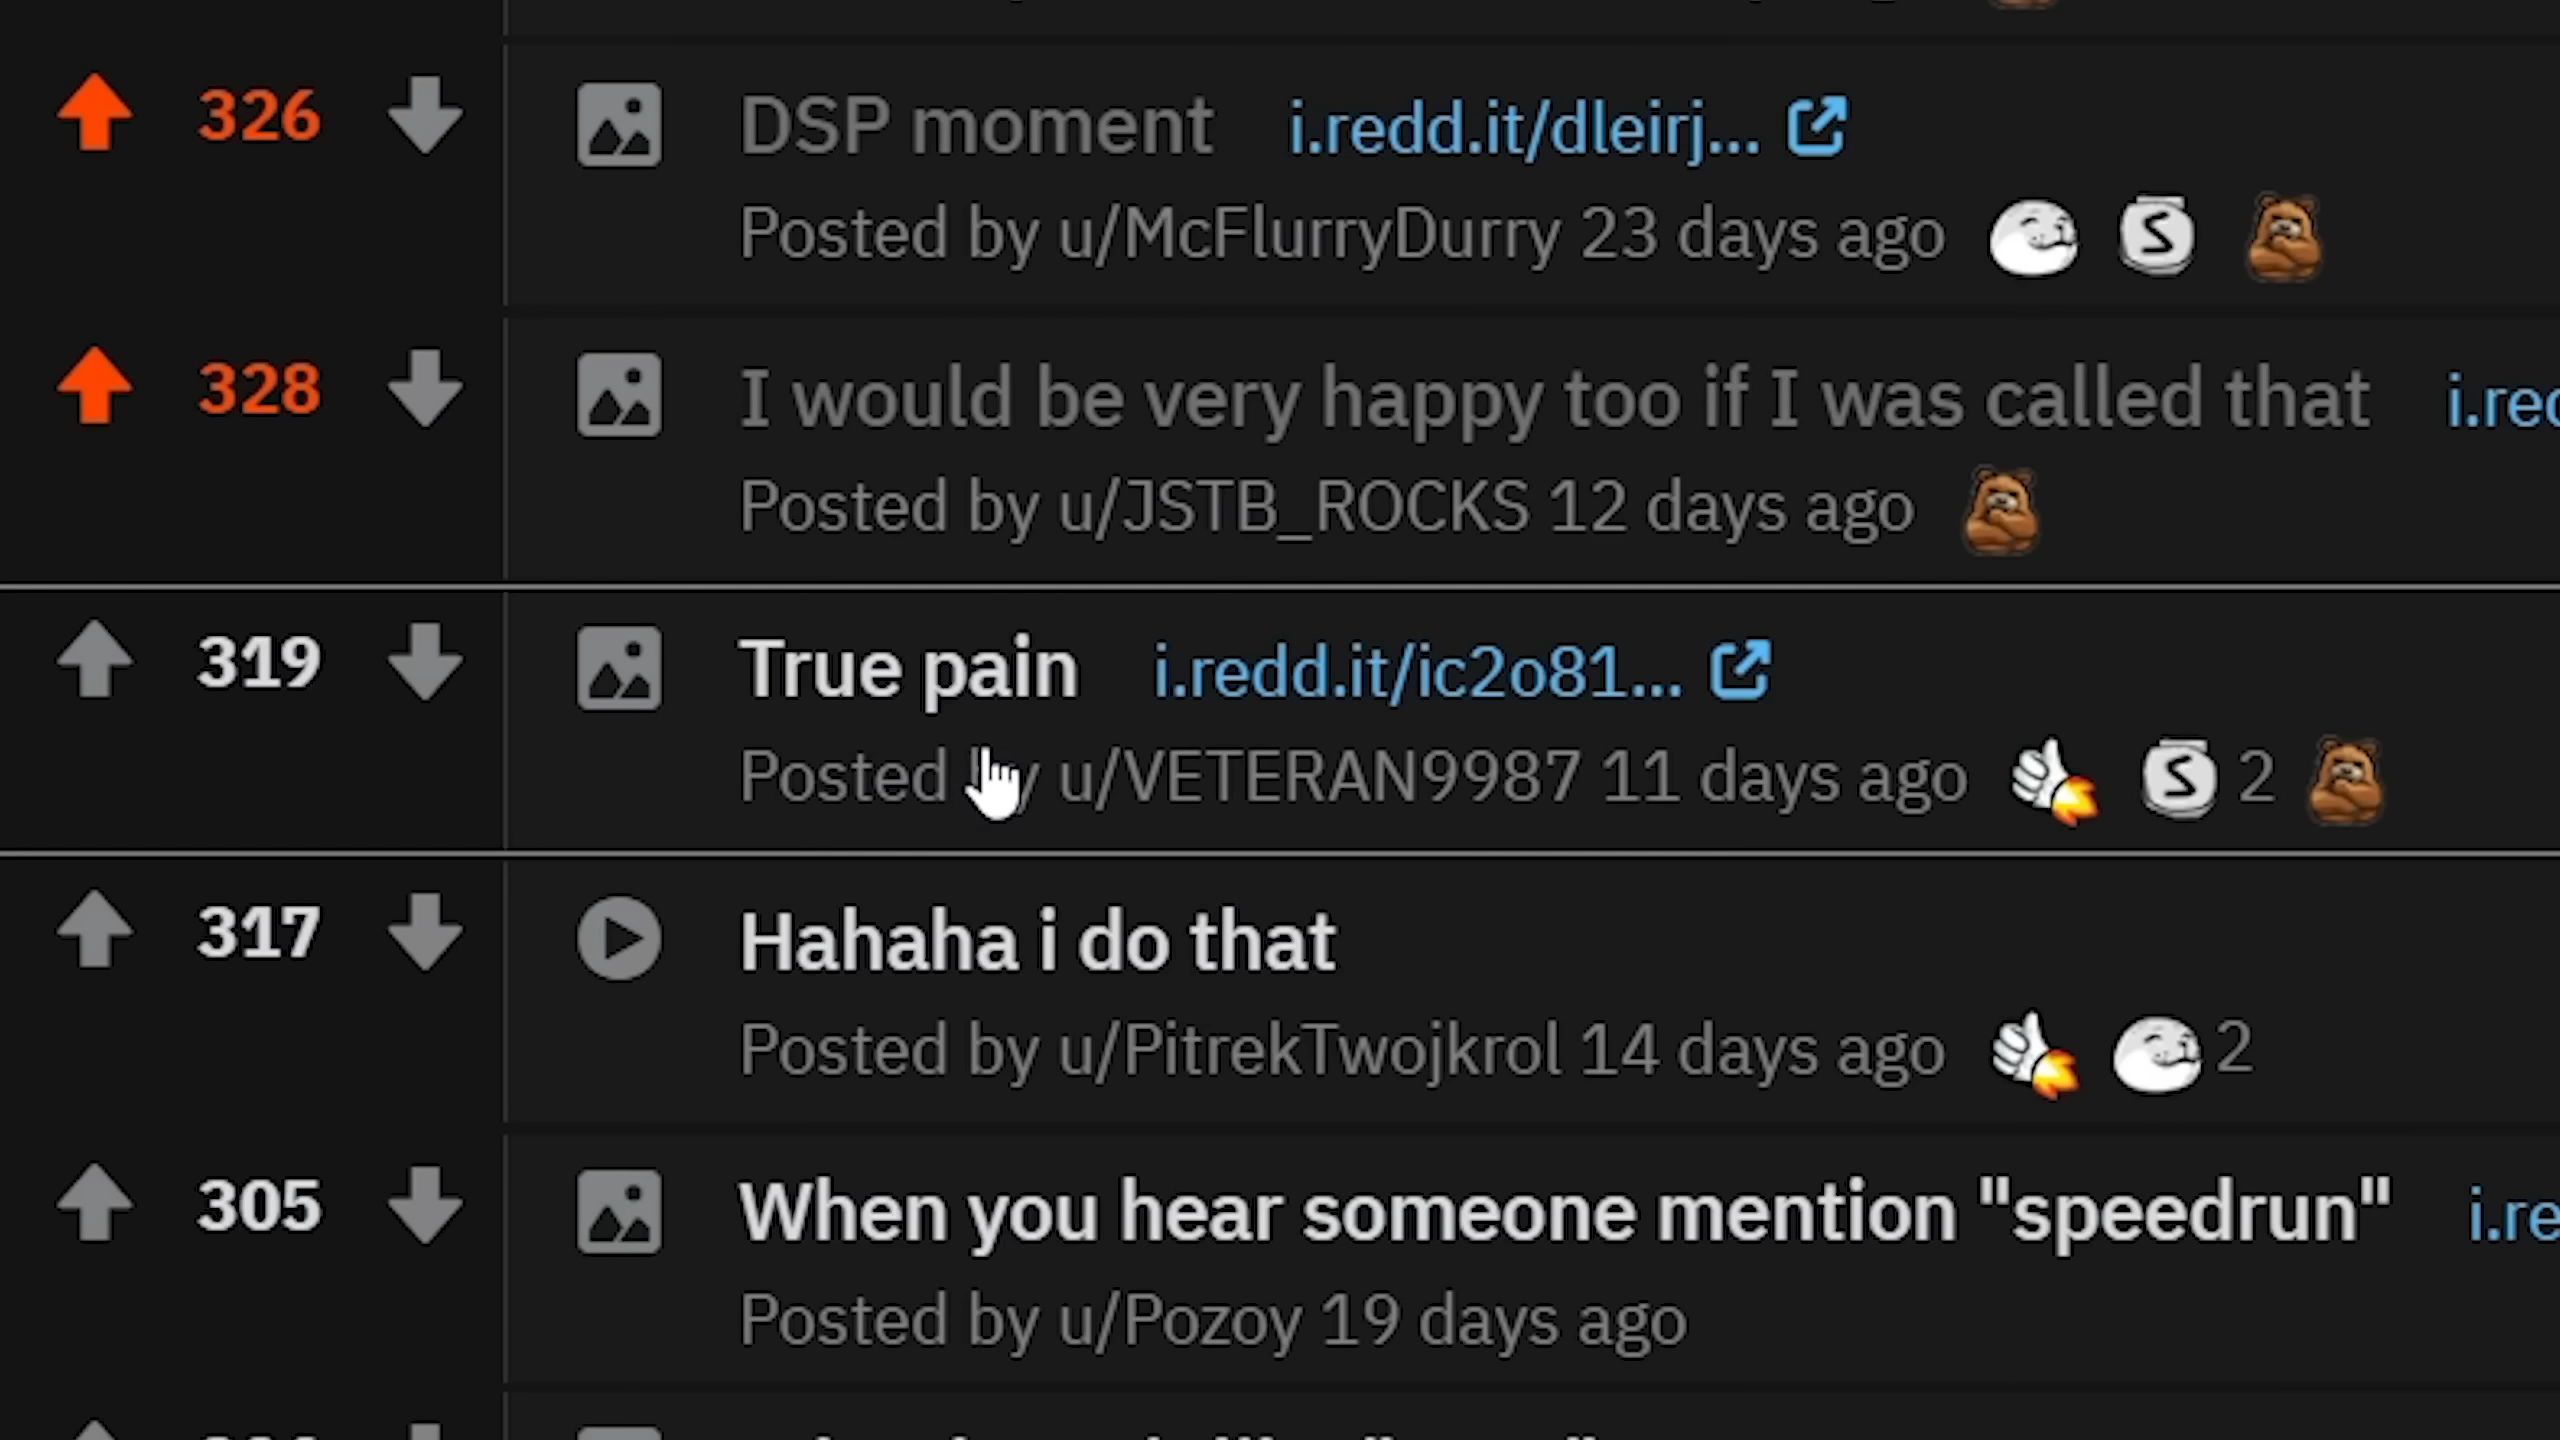 326 DSP moment i.redd.it/dleirj...
Posted by u/McFlurryDurry 23 days ago
328 I would be very happy too if I was called that i.red
Posted by u/JSTB_ROCKS 12 days ago
319 True pain i.redd.it/ic2o81...
Posted by u/VETERAN9987 11 days ago 2
317 Hahaha i do that
Posted by u/PitrekTwojkrol 14 days ago 2
305 When you hear someone mention "speedrun" i.re
Posted by u/Pozoy 19 days ago